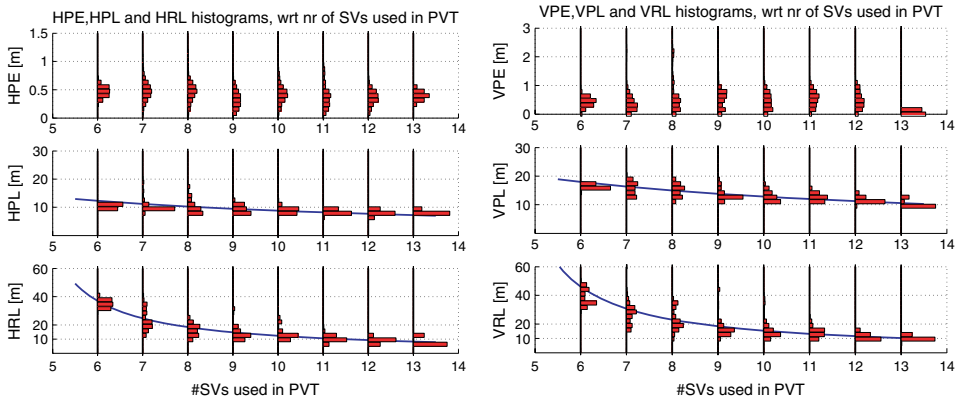 HPE,HPL and HRL histograms, wrt nr of SVs used in PVT
HPE [m]
1.5
1
0.5
0
5 6 7 8 9 10 11 12 13 14
HPL [m]
30
20
10
5 6 7 8 9 10 11 12 13 14
HRL [m]
60
40
20
10
5 6 7 8 9 10 11 12 13 14
#SVs used in PVT
VPE,VPL and VRL histograms, wrt nr of SVs used in PVT
VPE [m]
3
2
1
0
5 6 7 8 9 10 11 12 13 14
VPL [m]
30
20
10
5 6 7 8 9 10 11 12 13 14
VRL [m]
60
40
20
10
5 6 7 8 9 10 11 12 13 14
#SVs used in PVT